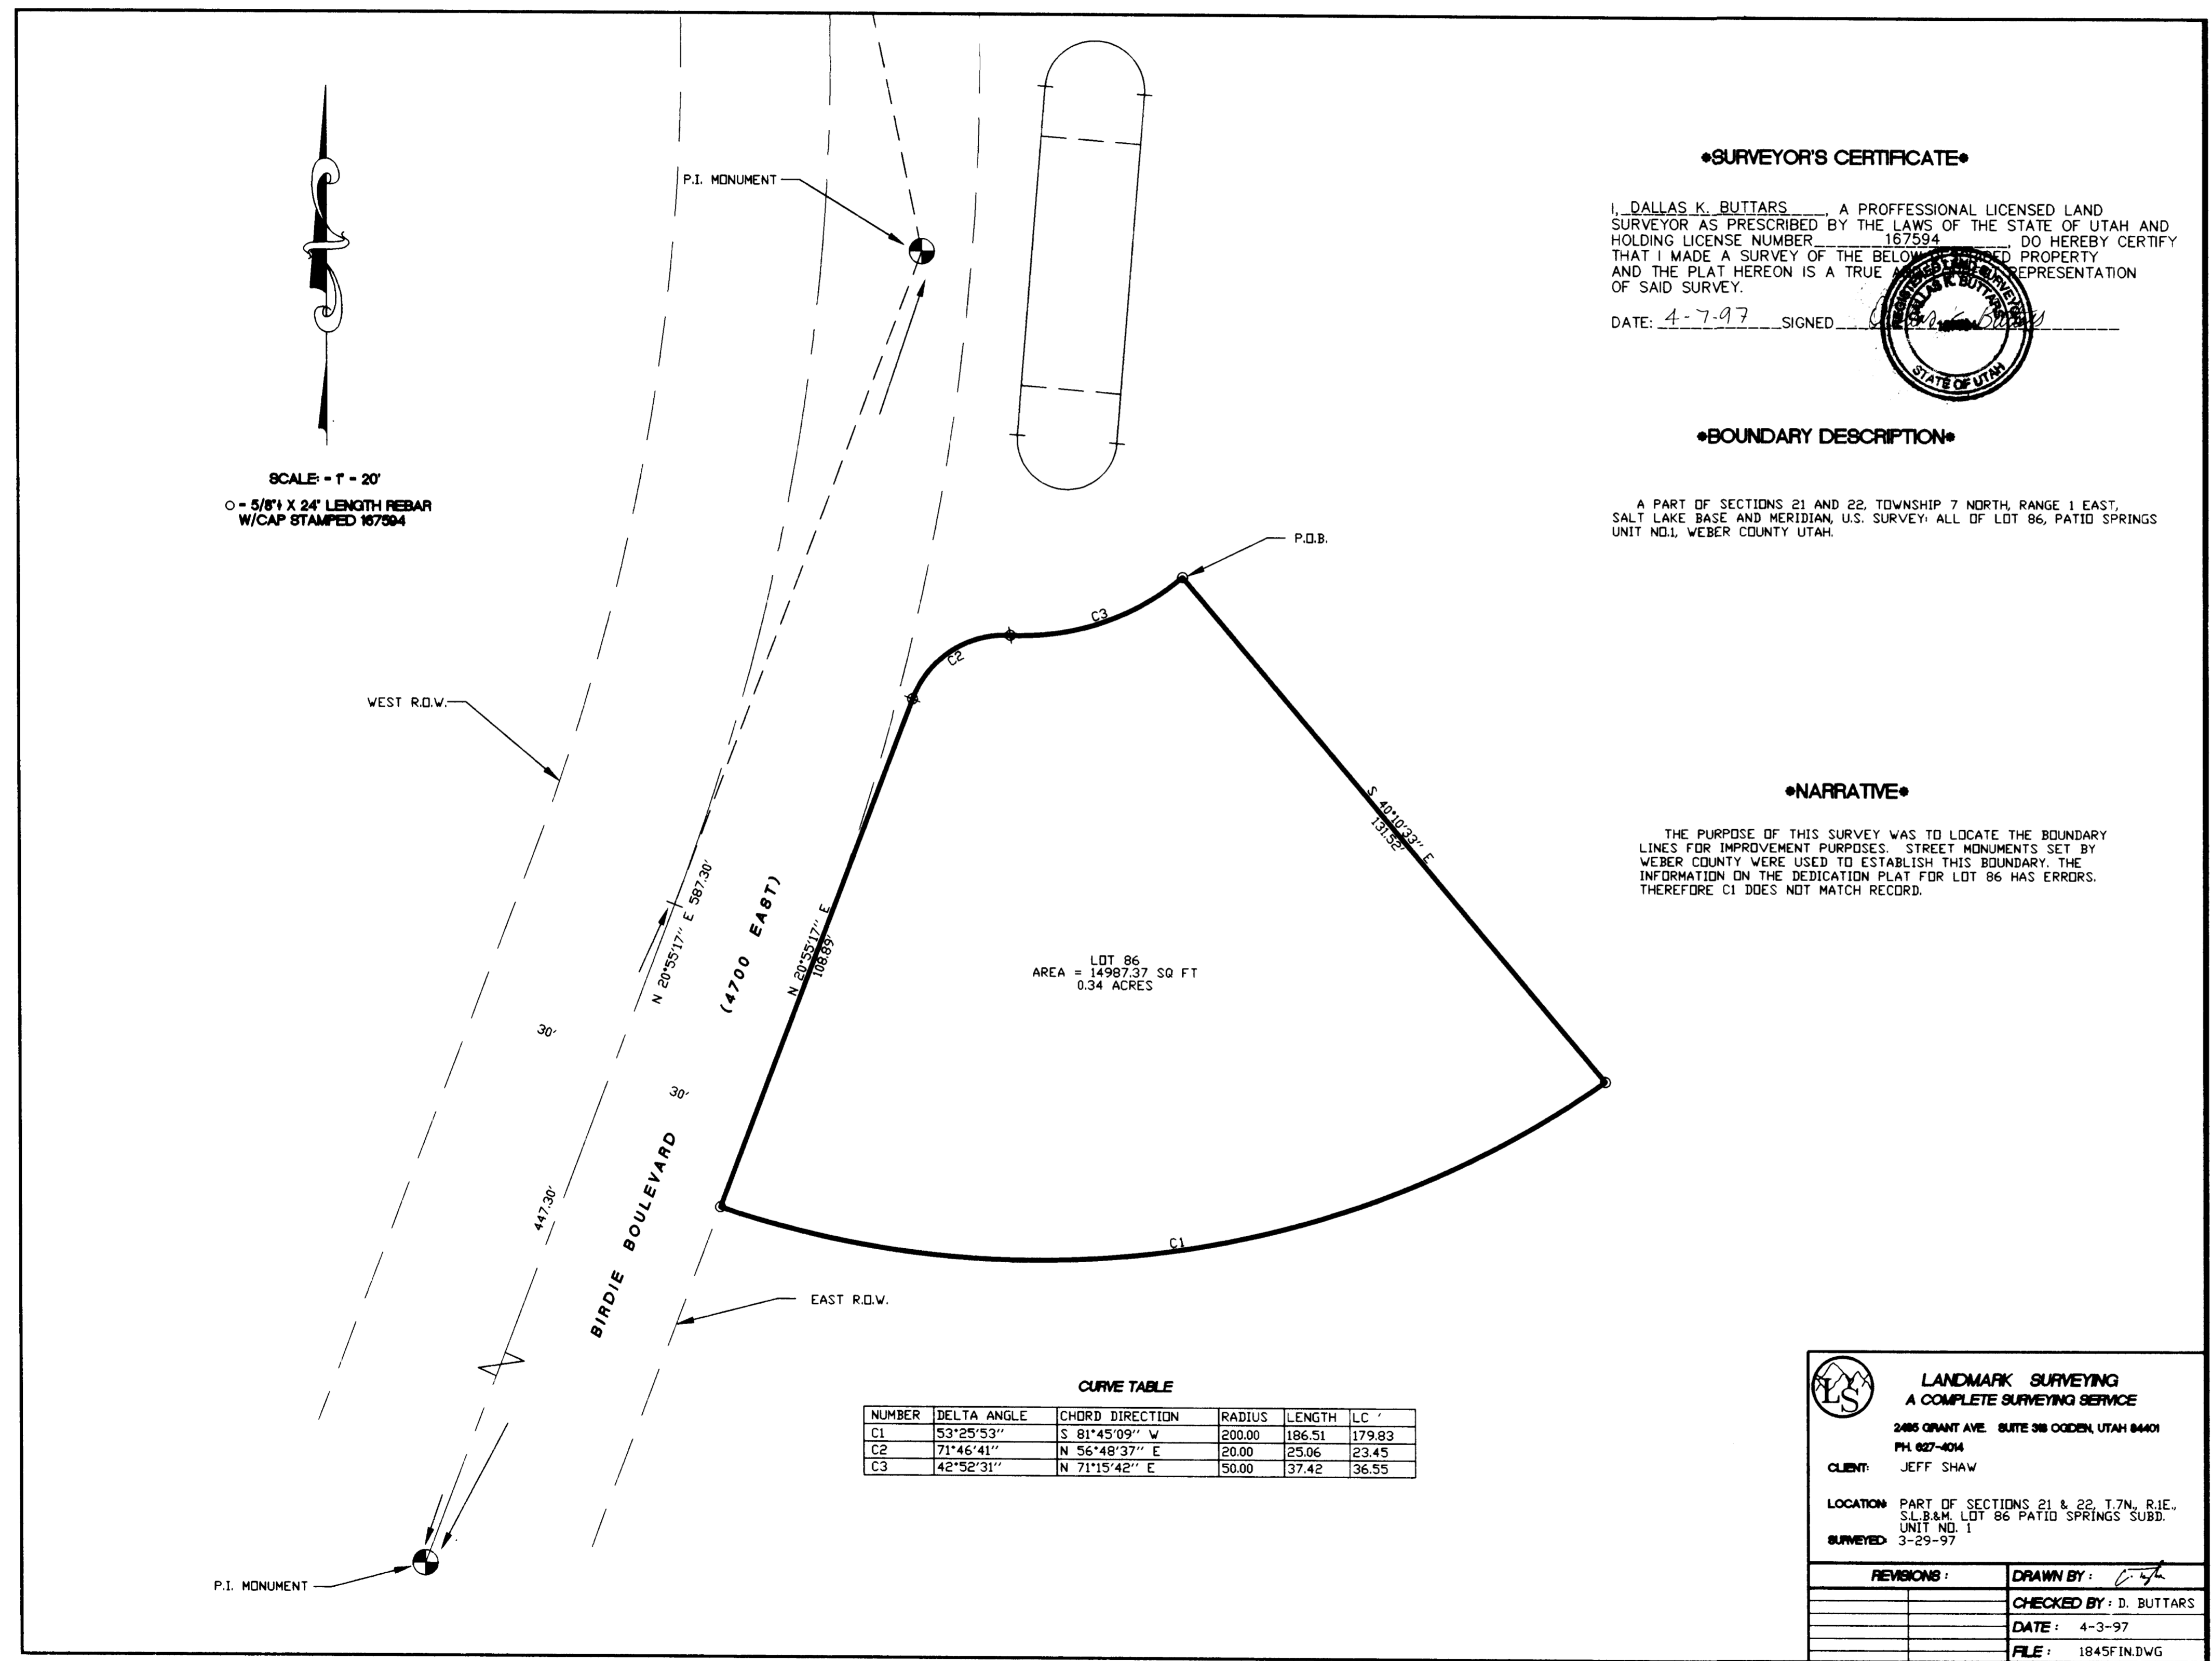 P.I. MONUMENT
SCALE: = 1" = 20'
O = 5/8"∮ X 24" LENGTH REBAR
W/CAP STAMPED 167594
P.O.B.
C3
C2
WEST R.O.W.
S 40°10'33'' E
131.52'
N 20°55'17'' E 587.30'
(4700 EAST)
N 20°55'17'' E
108.89'
LOT 86
AREA = 14987.37 SQ FT
0.34 ACRES
30'
30'
447.30'
BIRDIE BOULEVARD
C1
EAST R.O.W.
P.I. MONUMENT
CURVE TABLE
NUMBER DELTA ANGLE CHORD DIRECTION RADIUS LENGTH LC '
C1 53°25'53'' S 81°45'09'' W 200.00 186.51 179.83
C2 71°46'41'' N 56°48'37'' E 20.00 25.06 23.45
C3 42°52'31'' N 71°15'42'' E 50.00 37.42 36.55
*SURVEYOR'S CERTIFICATE*
I, DALLAS K. BUTTARS, A PROFFESSIONAL LICENSED LAND
SURVEYOR AS PRESCRIBED BY THE LAWS OF THE STATE OF UTAH AND
HOLDING LICENSE NUMBER 167594, DO HEREBY CERTIFY
THAT I MADE A SURVEY OF THE BELOW PROPERTY
AND THE PLAT HEREON IS A TRUE REPRESENTATION
OF SAID SURVEY.
DATE: 4-7-97 SIGNED
REGISTERED LAND SURVEYOR
DALLAS K. BUTTARS
STATE OF UTAH
*BOUNDARY DESCRIPTION*
A PART OF SECTIONS 21 AND 22, TOWNSHIP 7 NORTH, RANGE 1 EAST,
SALT LAKE BASE AND MERIDIAN, U.S. SURVEY: ALL OF LOT 86, PATIO SPRINGS
UNIT NO.1, WEBER COUNTY UTAH.
*NARRATIVE*
THE PURPOSE OF THIS SURVEY WAS TO LOCATE THE BOUNDARY
LINES FOR IMPROVEMENT PURPOSES. STREET MONUMENTS SET BY
WEBER COUNTY WERE USED TO ESTABLISH THIS BOUNDARY. THE
INFORMATION ON THE DEDICATION PLAT FOR LOT 86 HAS ERRORS.
THEREFORE C1 DOES NOT MATCH RECORD.
LS
LANDMARK SURVEYING
A COMPLETE SURVEYING SERVICE
2485 GRANT AVE. SUITE 318 OGDEN, UTAH 84401
PH. 627-4014
CLIENT: JEFF SHAW
LOCATION: PART OF SECTIONS 21 & 22, T.7N., R.1E.,
S.L.B.&M. LOT 86 PATIO SPRINGS SUBD.
UNIT NO. 1
SURVEYED: 3-29-97
REVISIONS :
DRAWN BY :
CHECKED BY : D. BUTTARS
DATE : 4-3-97
FILE : 1845FIN.DWG